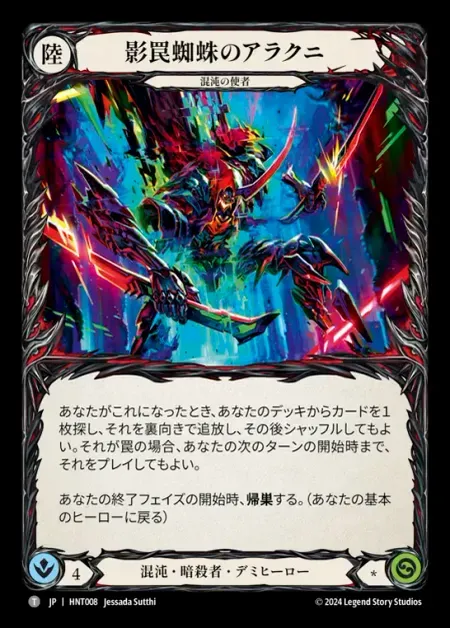 陸
影罠蜘蛛のアラクニ
混沌の使者
あなたがこれになったとき、あなたのデッキからカードを1
枚探し、それを裏向きで追放し、その後シャッフルしてもよ
い。それが罠の場合、あなたの次のターンの開始時まで、
それをプレイしてもよい。
あなたの終了フェイズの開始時、帰巣する。（あなたの基本
のヒーローに戻る）
4
混沌・暗殺者・デミヒーロー
*
T JP | HNT008 Jessada Sutthi
© 2024 Legend Story Studios